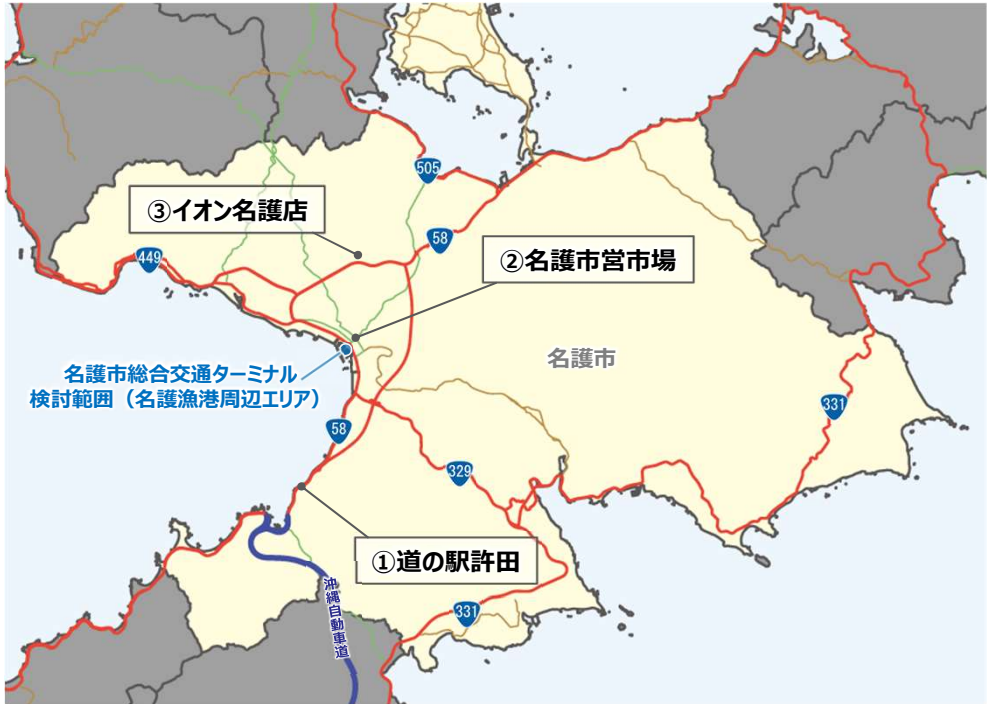 505
③イオン名護店
58
449
②名護市営市場
名護市
名護市総合交通ターミナル
検討範囲（名護漁港周辺エリア）
331
58
329
①道の駅許田
沖縄自動車道
331